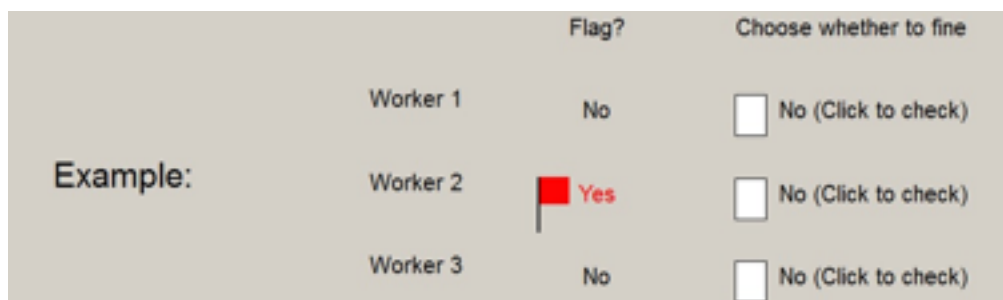 Flag? Choose whether to fine
Worker 1 No No (Click to check)
Example:
Worker 2 Yes No (Click to check)
Worker 3 No No (Click to check)